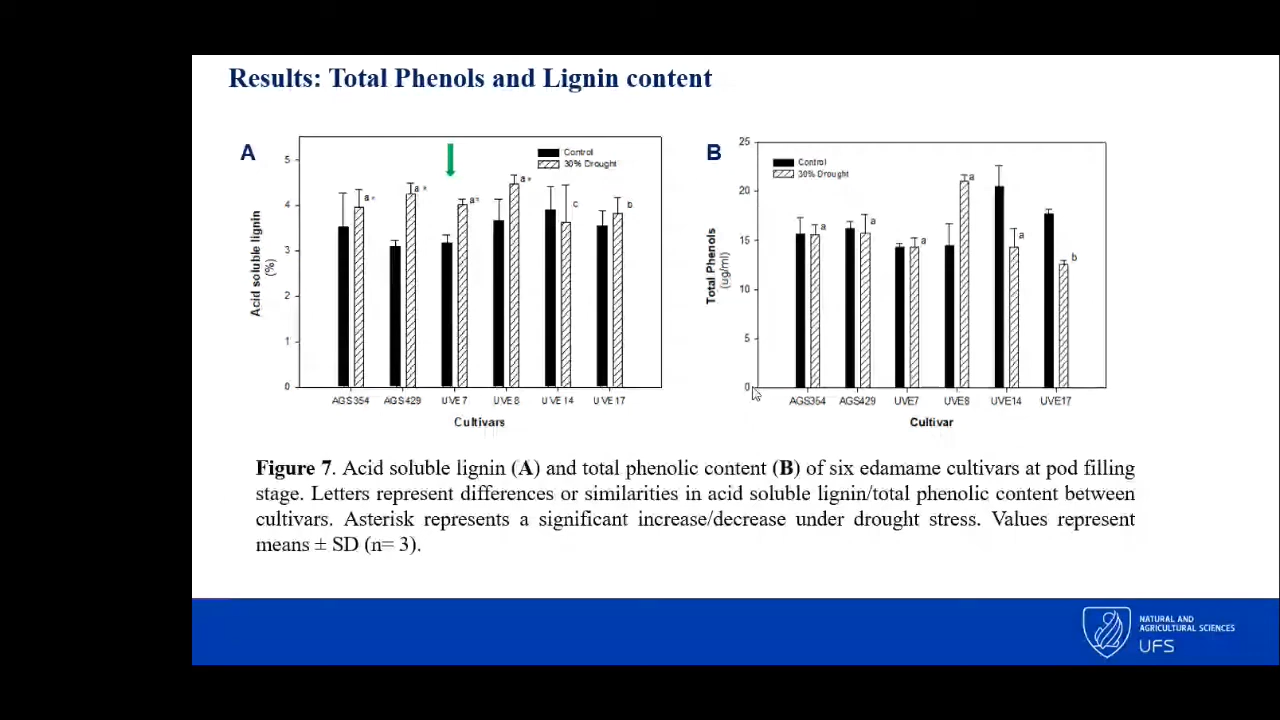 Results: Total Phenols and Lignin content
A
Control
30% Drought
5
4
3
2
1
0
Acid soluble lignin
(%)
a*
a*
a*
a*
c
b
AGS354 AGS429 UVE7 UVE8 UVE14 UVE17
Cultivars
B
Control
30% Drought
25
20
15
10
5
0
Total Phenols
(ug/ml)
a
a
a
a
a
b
AGS354 AGS429 UVE7 UVE8 UVE14 UVE17
Cultivar
Figure 7. Acid soluble lignin (A) and total phenolic content (B) of six edamame cultivars at pod filling
stage. Letters represent differences or similarities in acid soluble lignin/total phenolic content between
cultivars. Asterisk represents a significant increase/decrease under drought stress. Values represent
means ± SD (n= 3).
NATURAL AND
AGRICULTURAL SCIENCES
UFS